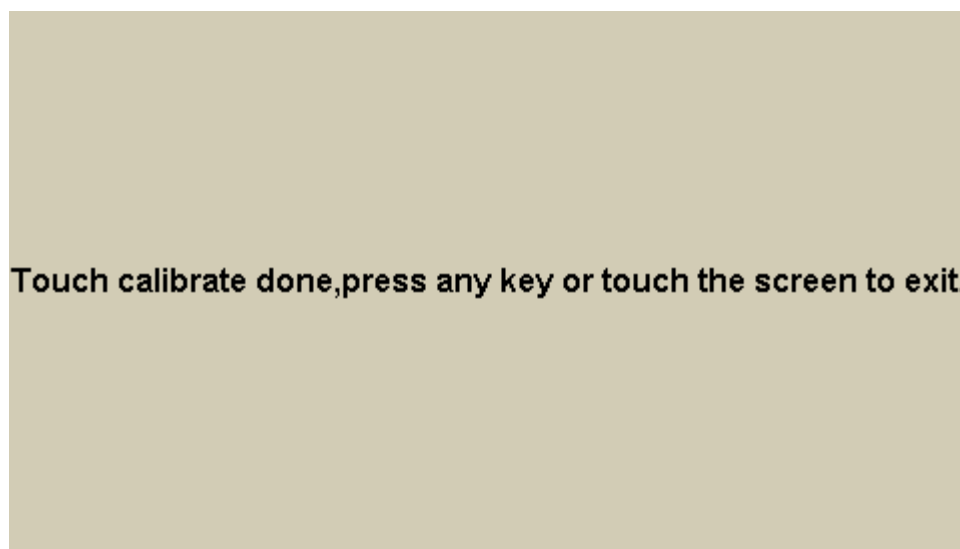 Touch calibrate done,press any key or touch the screen to exit